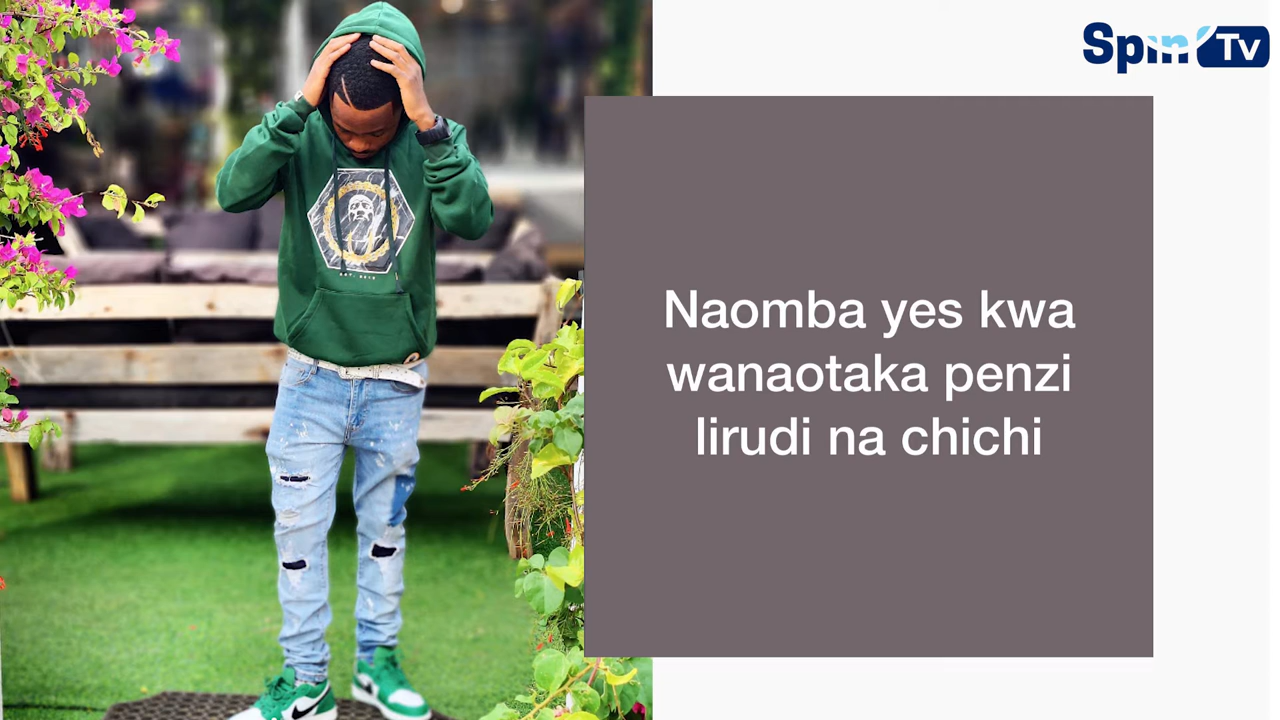 Spin Tv
Naomba yes kwa
wanaotaka penzi
lirudi na chichi